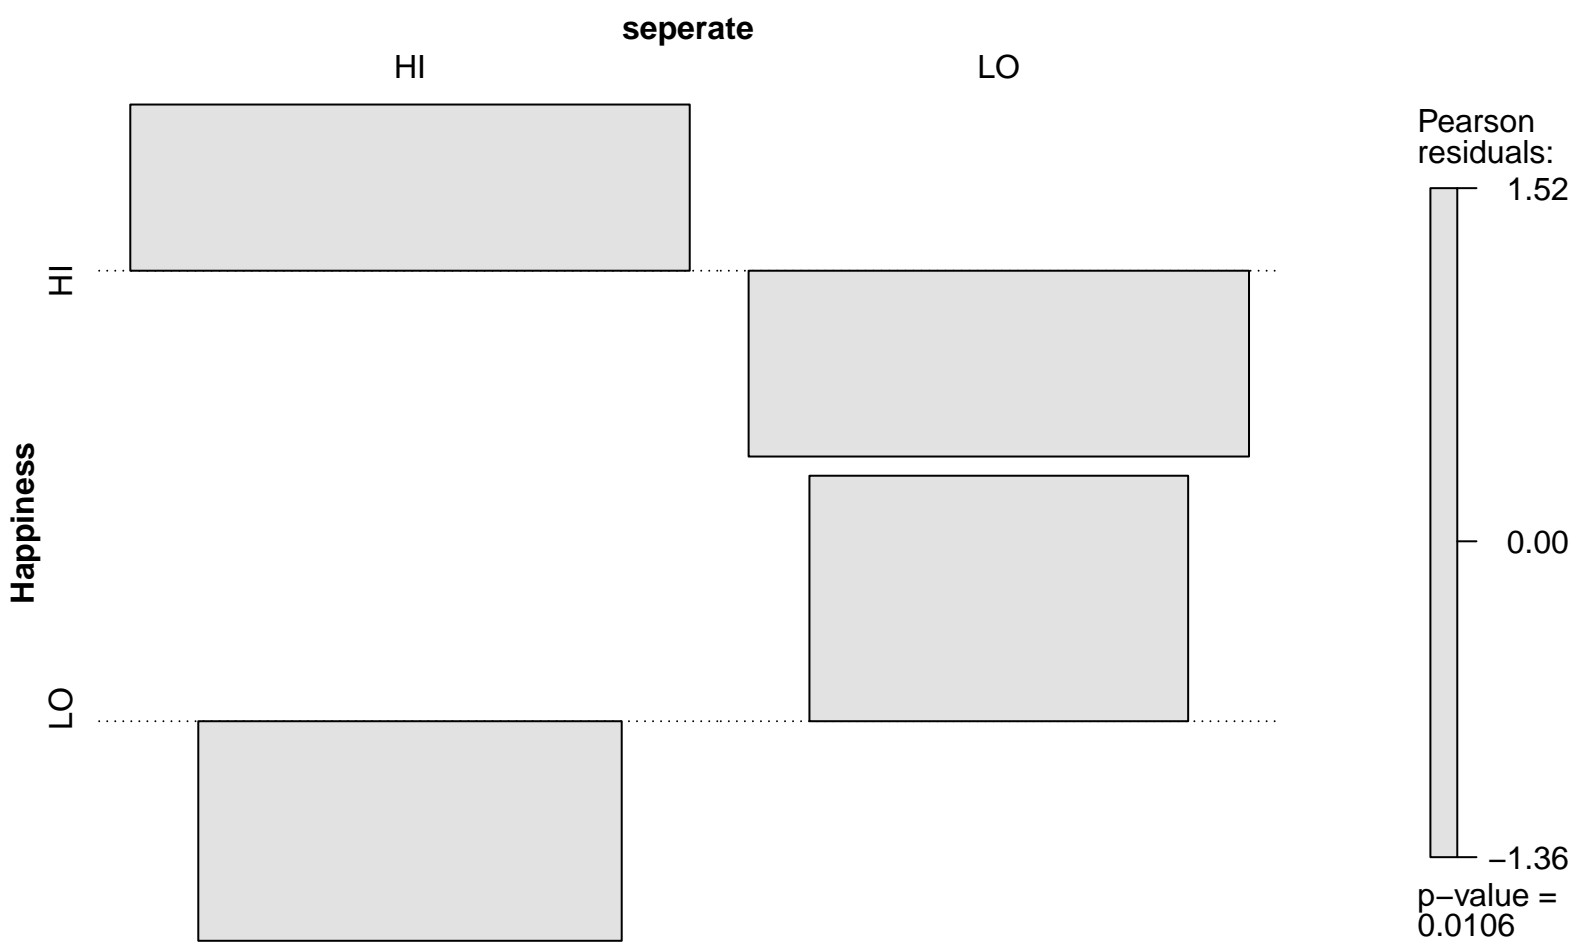 seperate
HI
LO
Happiness
HI
LO
Pearson
residuals:
1.52
0.00
−1.36
p−value =
0.0106